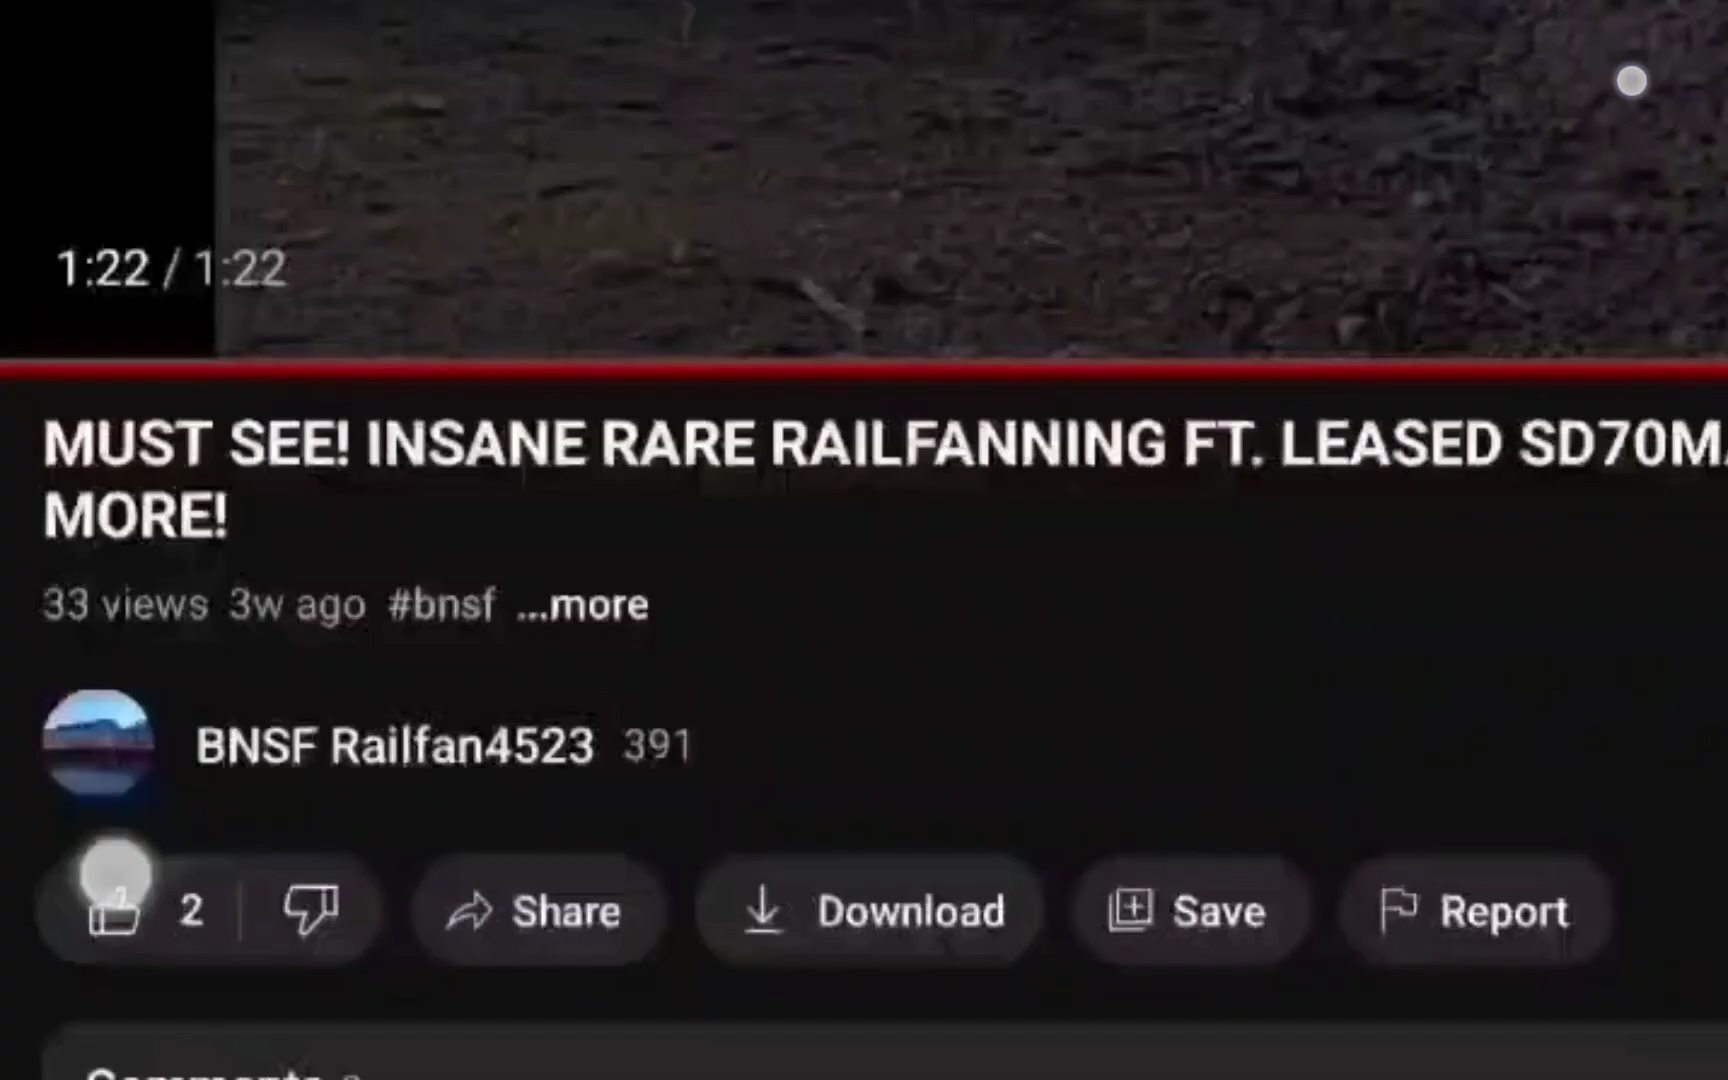 1:22 / 1:22
MUST SEE! INSANE RARE RAILFANNING FT. LEASED SD70M
MORE!
33 views 3w ago #bnsf ...more
BNSF Railfan4523 391
2 Share Download Save Report
Comments